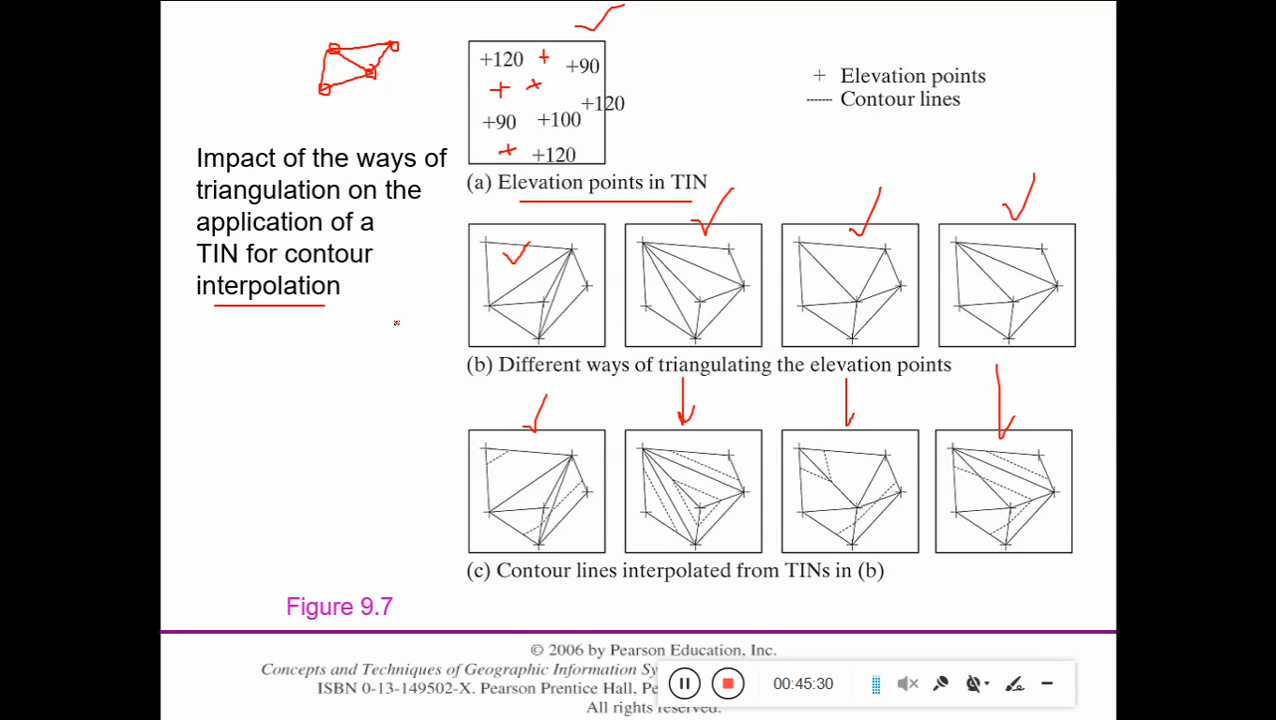 +120
+90
+120
+90
+100
+120
+ Elevation points
Contour lines
(a) Elevation points in TIN
Impact of the ways of
triangulation on the
application of a
TIN for contour
interpolation
(b) Different ways of triangulating the elevation points
(c) Contour lines interpolated from TINs in (b)
Figure 9.7
© 2006 by Pearson Education, Inc.
Concepts and Techniques of Geographic Information Sy
ISBN 0-13-149502-X. Pearson Prentice Hall, Pe
All rights reserved.
00:45:30